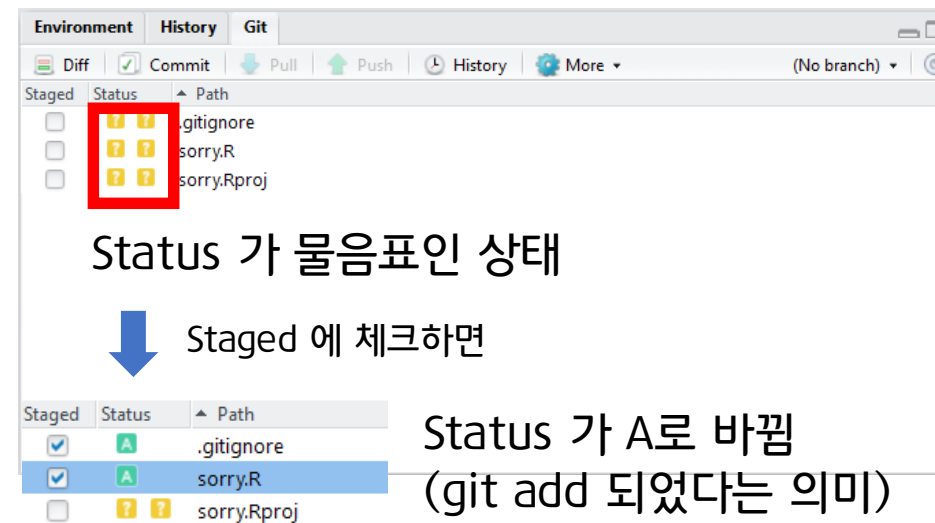 Environment History Git
Diff Commit Pull Push History More (No branch)
Staged Status Path
? ? .gitignore
? ? sorry.R
? ? sorry.Rproj
Status 가 물음표인 상태
Staged 에 체크하면
Staged Status Path
A .gitignore
A sorry.R
? ? sorry.Rproj
Status 가 A로 바뀜
(git add 되었다는 의미)